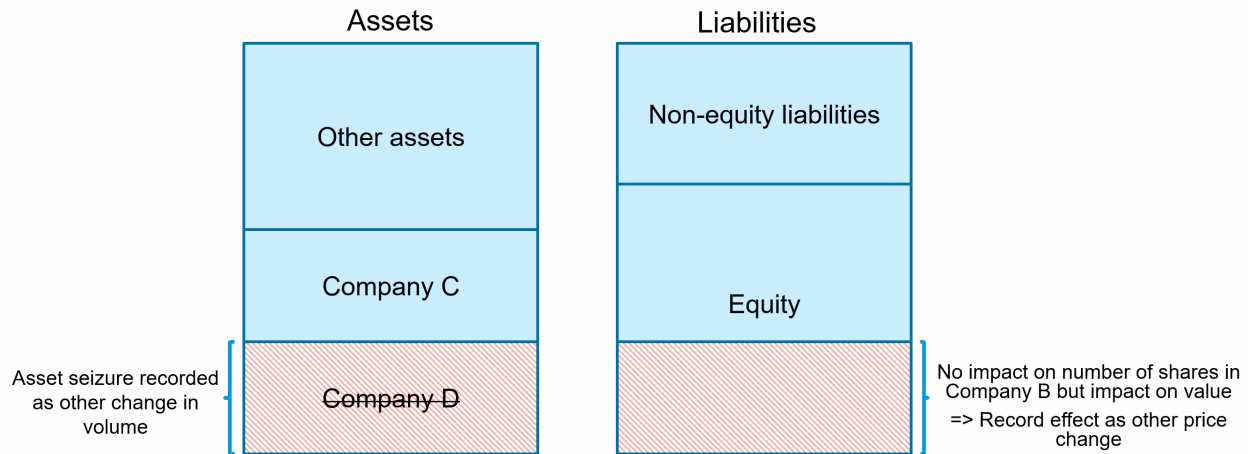 Assets
Liabilities
Other assets
Non-equity liabilities
Company C
Equity
Asset seizure recorded
as other change in
volume
Company D
No impact on number of shares in
Company B but impact on value
=> Record effect as other price
change